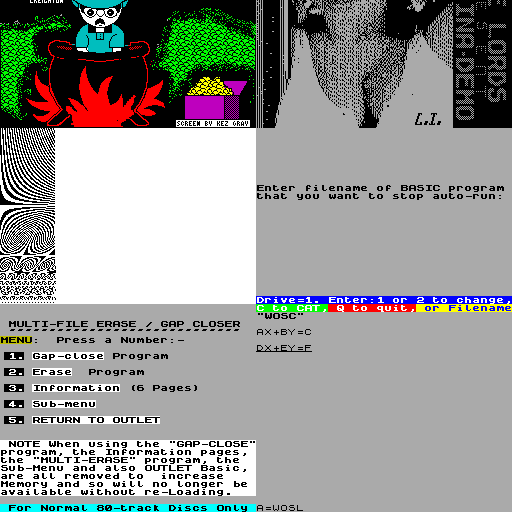 CREIGHTON
SCREEN BY KEZ GRAY
LORDS
DEMO
L.I.
Enter filename of BASIC program
that you want to stop auto-run:
Drive=1. Enter:1 or 2 to change,
C to CAT, Q to quit, or Filename
MULTI-FILE ERASE / GAP CLOSER
MENU: Press a Number:-
1. Gap-close Program
2. Erase Program
3. Information (6 Pages)
4. Sub-menu
5. RETURN TO OUTLET
NOTE When using the "GAP-CLOSE"
program, the Information pages,
the "MULTI-ERASE" program, the
Sub-Menu and also OUTLET Basic,
are all removed to increase
Memory and so will no longer be
available without re-Loading.
For Normal 80-track Discs Only
"WOSC"
AX+BY=C
DX+EY=F
A=WOSL